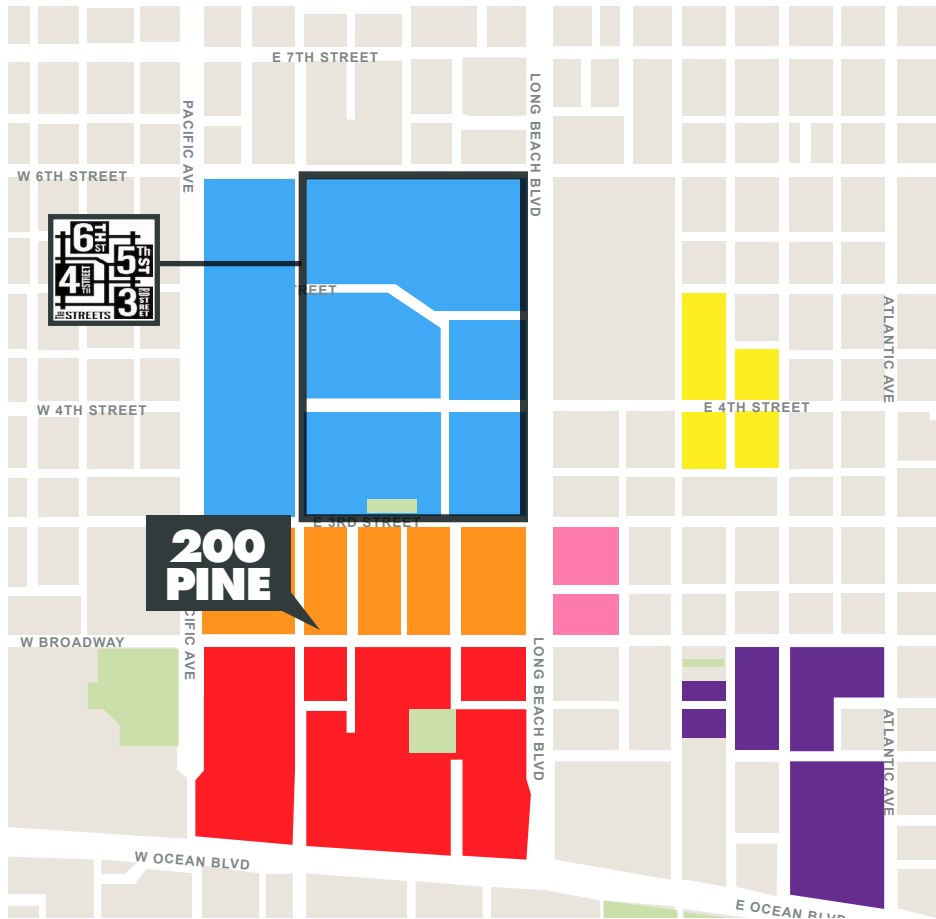 E 7TH STREET
PACIFIC AVE
LONG BEACH BLVD
W 6TH STREET
6TH
ST
5Th
ST
4TH
STREET
3RD
STREET
THE STREETS
REET
ATLANTIC AVE
W 4TH STREET
E 4TH STREET
E 3RD STREET
200
PINE
CIFIC AVE
W BROADWAY
LONG BEACH BLVD
ATLANTIC AVE
W OCEAN BLVD
E OCEAN BLVD